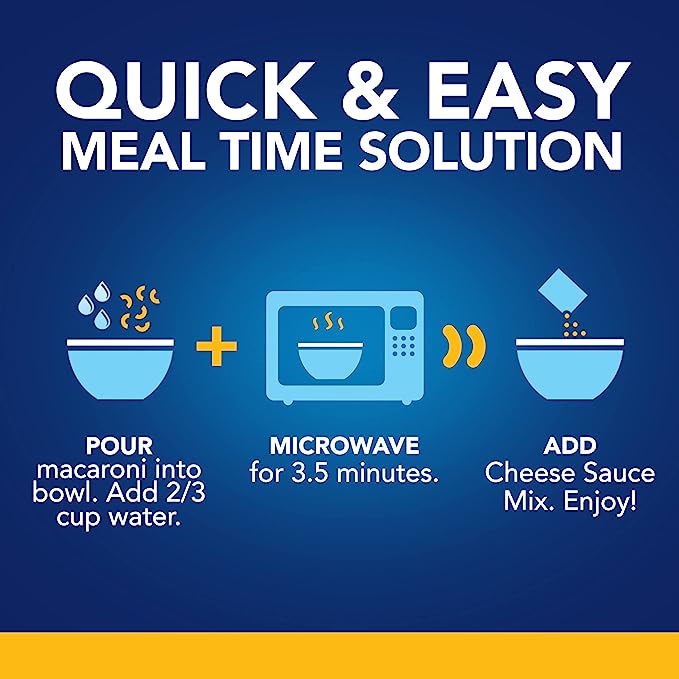 QUICK & EASY
MEAL TIME SOLUTION
POUR
macaroni into
bowl. Add 2/3
cup water.
MICROWAVE
for 3.5 minutes.
ADD
Cheese Sauce
Mix. Enjoy!